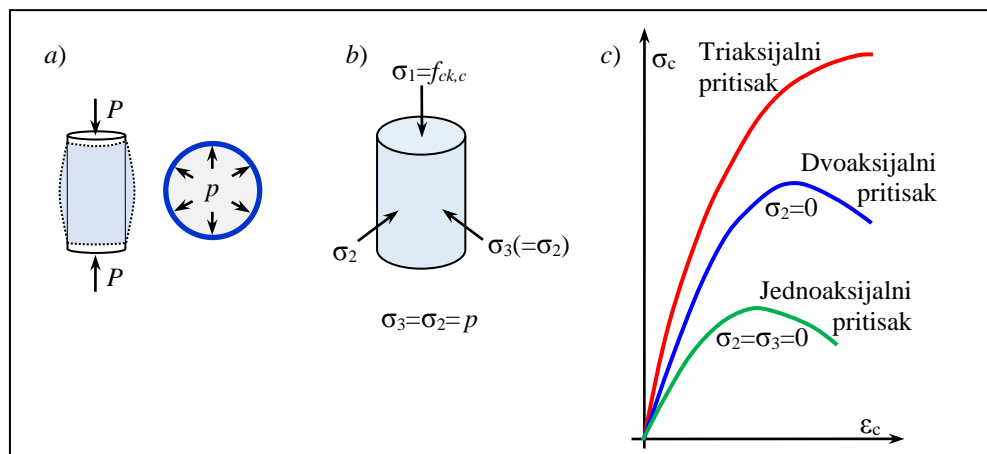 a)
P
P
p
b)
σ1=fck,c
σ2
σ3(=σ2)
σ3=σ2=p
c)
σc
Triaksijalni
pritisak
Dvoaksijalni
pritisak
σ2=0
Jednoaksijalni
pritisak
σ2=σ3=0
εc